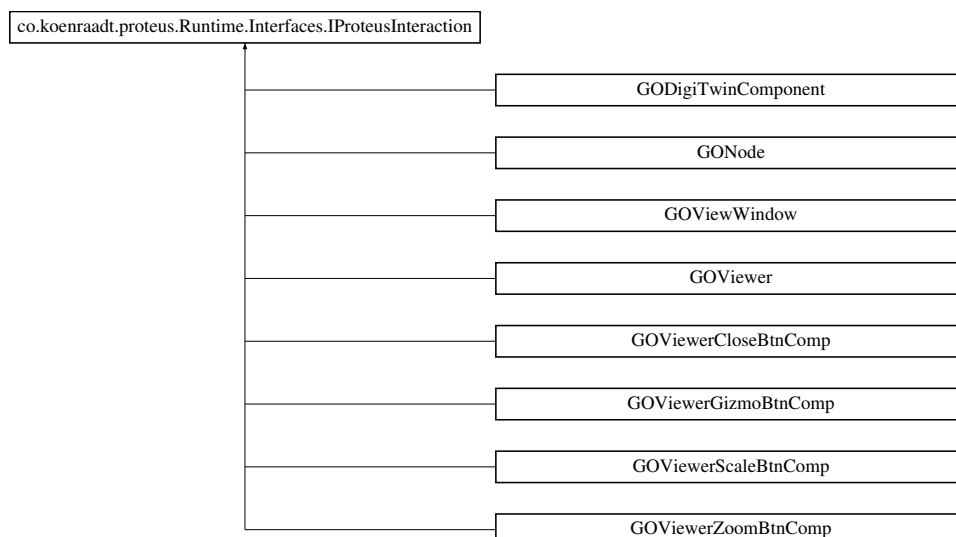 co.koenraadt.proteus.Runtime.Interfaces.IProteusInteraction
GODigiTwinComponent
GONode
GOViewWindow
GOViewer
GOViewerCloseBtnComp
GOViewerGizmoBtnComp
GOViewerScaleBtnComp
GOViewerZoomBtnComp